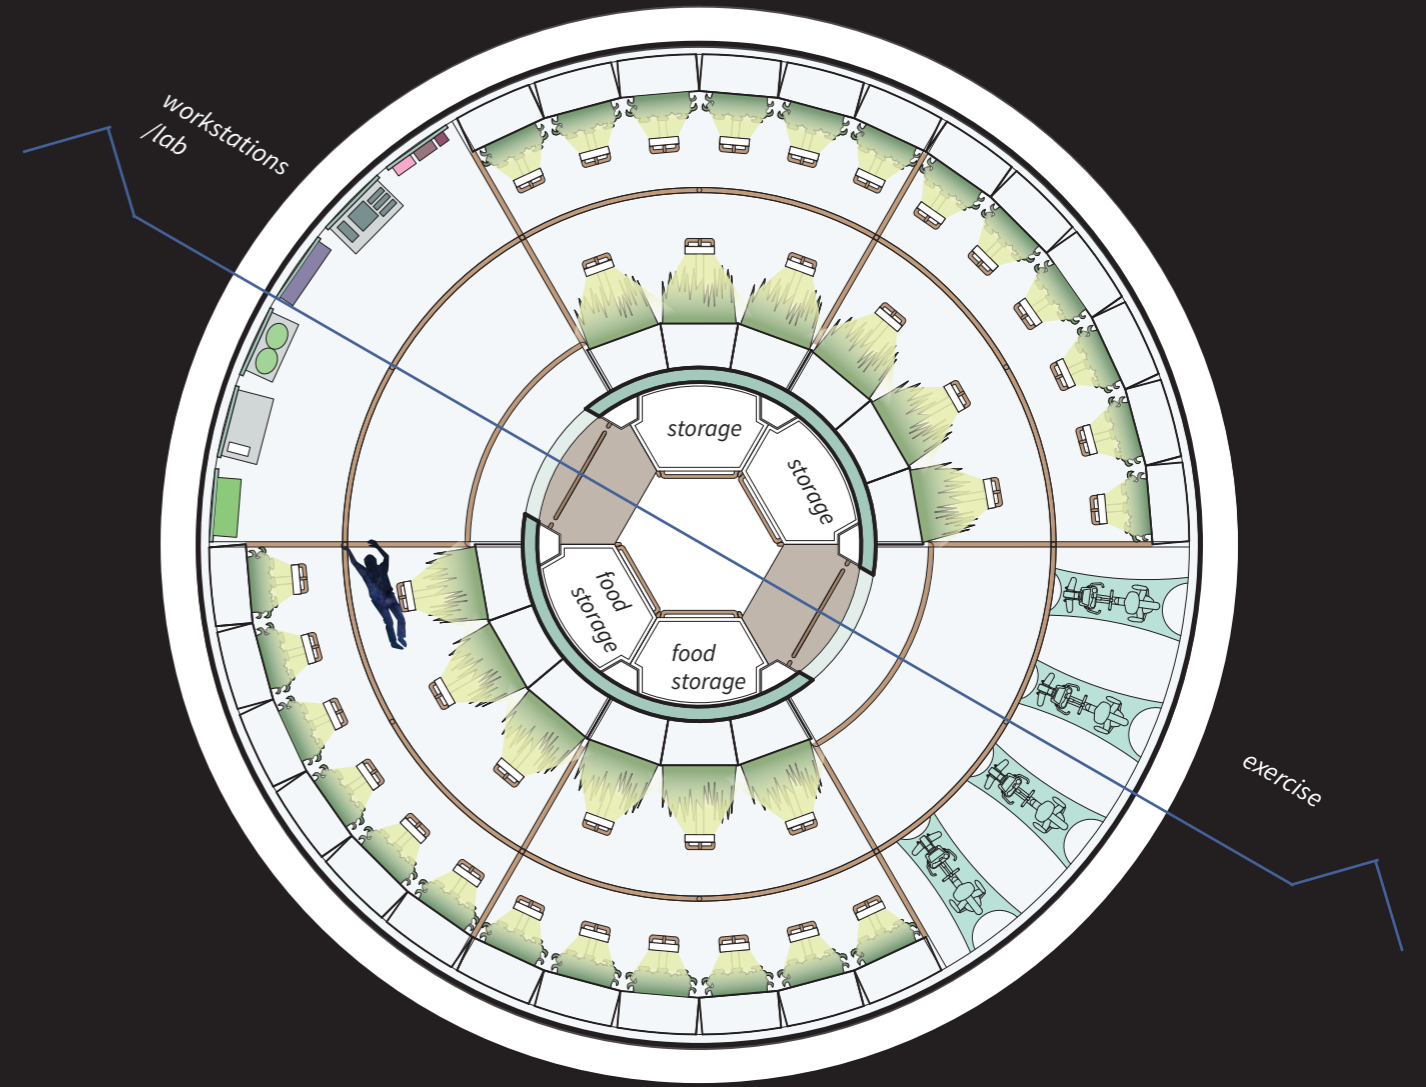 workstations
/lab
storage
storage
food
storage
food
storage
exercise